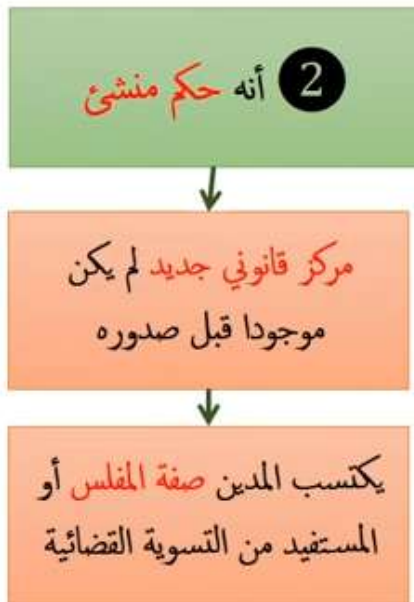 2 أنه حكم منشئ
مركز قانوني جديد لم يكن
موجودا قبل صدوره
يكتسب المدين صفة المفلس أو
المستفيد من التسوية القضائية